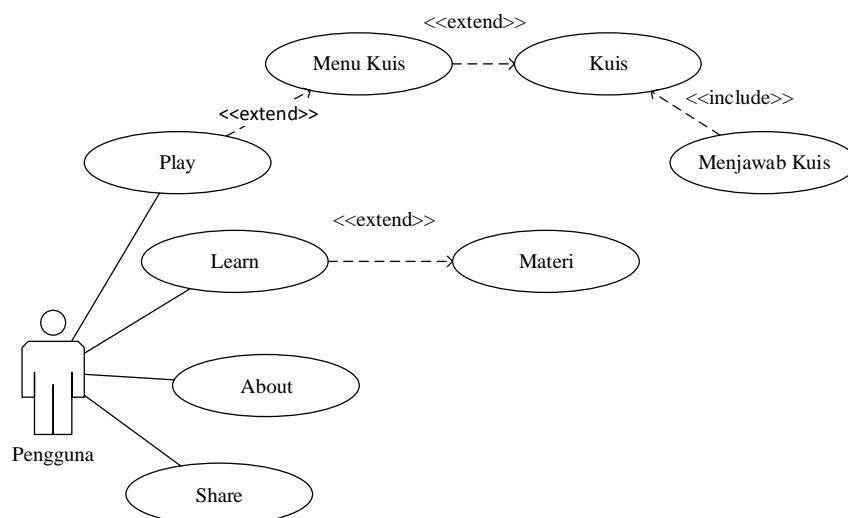 <<extend>>
Menu Kuis
Kuis
<<extend>>
<<include>>
Play
Menjawab Kuis
<<extend>>
Learn
Materi
About
Pengguna
Share